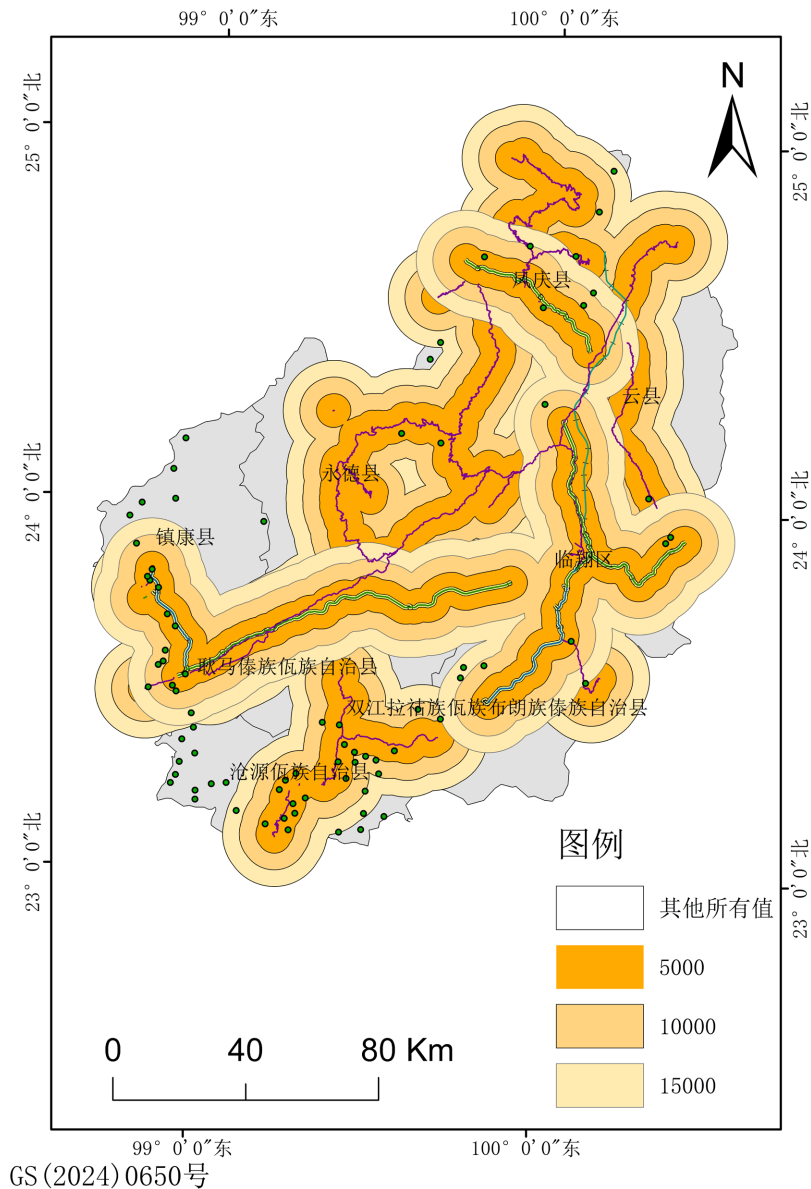 99° 0'0"东
100° 0'0"东
N
25° 0'0"北
25° 0'0"北
凤庆县
云县
永德县
24° 0'0"北
24° 0'0"北
镇康县
临翔区
耿马傣族佤族自治县
双江拉祜族佤族布朗族傣族自治县
沧源佤族自治县
23° 0'0"北
23° 0'0"北
图例
其他所有值
5000
10000
15000
0 40 80 Km
99° 0'0"东
100° 0'0"东
GS(2024)0650号